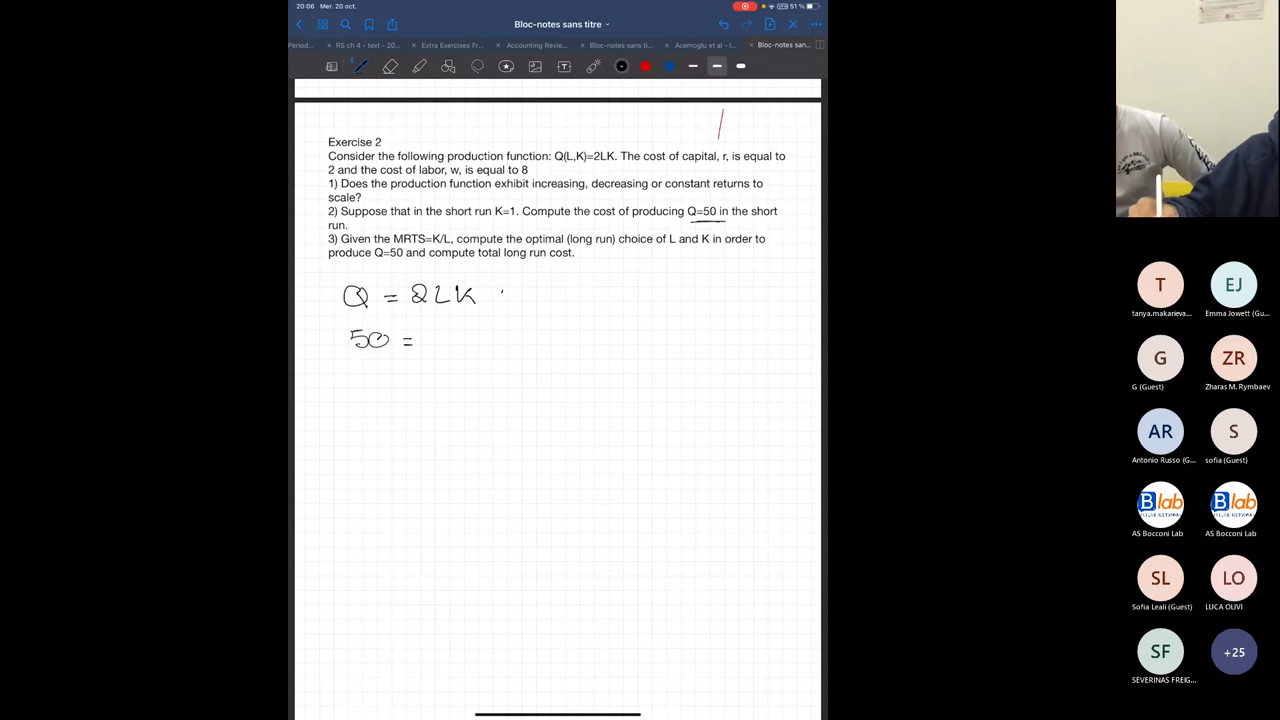 20:06 Mar. 20 oct.
51 %
Bloc-notes sans titre
Period...
RS ch 4 - text - 20...
Extra Exercises Fr...
Accounting Revie...
Bloc-notes sans ti...
Acemoglu et al - I...
Bloc-notes san...
Exercise 2
Consider the following production function: Q(L,K)=2LK. The cost of capital, r, is equal to
2 and the cost of labor, w, is equal to 8
1) Does the production function exhibit increasing, decreasing or constant returns to
scale?
2) Suppose that in the short run K=1. Compute the cost of producing Q=50 in the short
run.
3) Given the MRTS=K/L, compute the optimal (long run) choice of L and K in order to
produce Q=50 and compute total long run cost.
Q = 2LK
50 =
T
EJ
tanya.makarieva...
Emma Jowett (Gu...
G
ZR
G (Guest)
Zharas M. Rymbaev
AR
S
Antonio Russo (G...
sofia (Guest)
B lab
B lab
AS Bocconi Lab
AS Bocconi Lab
SL
LO
Sofia Leali (Guest)
LUCA OLIVI
SF
+25
SEVERINAS FREIG...